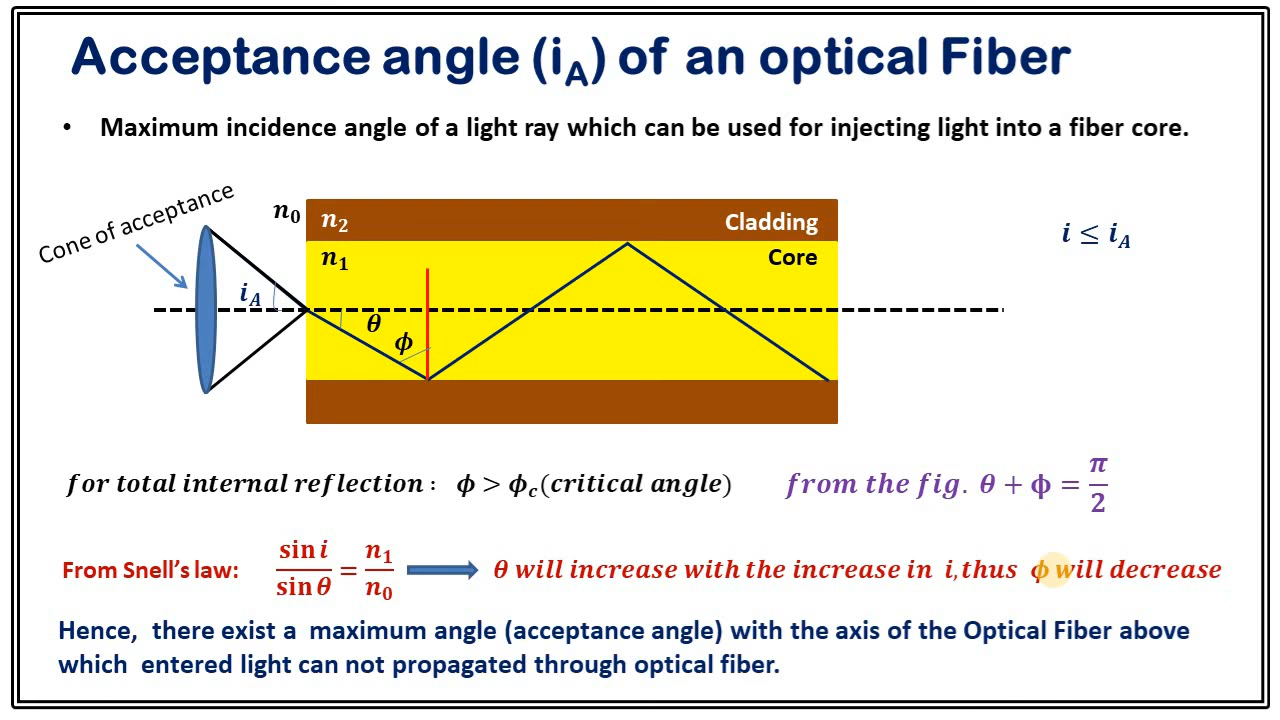 Acceptance angle (i_A) of an optical Fiber
• Maximum incidence angle of a light ray which can be used for injecting light into a fiber core.
Cone of acceptance
n₀
n₂
Cladding
n₁
Core
i ≤ i_A
i_A
θ
ϕ
for total internal reflection : ϕ > ϕ_c(critical angle)
from the fig. θ + ϕ = π/2
From Snell’s law: sin i/sin θ = n₁/n₀
θ will increase with the increase in i,thus ϕ will decrease
Hence, there exist a maximum angle (acceptance angle) with the axis of the Optical Fiber above
which entered light can not propagated through optical fiber.